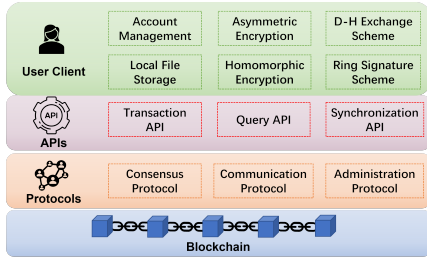 Account
Management
Asymmetric
Encryption
D-H Exchange
Scheme
User Client
Local File
Storage
Homomorphic
Encryption
Ring Signature
Scheme
API
APIs
Transaction
API
Query API
Synchronization
API
Protocols
Consensus
Protocol
Communication
Protocol
Administration
Protocol
Blockchain